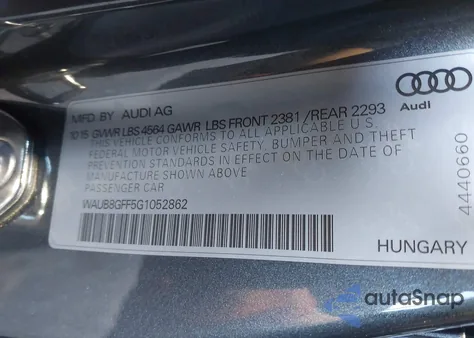 MFD. BY AUDI AG
10 15 GVWR LBS 4564 GAWR LBS FRONT 2381 /REAR 2293
THIS VEHICLE CONFORMS TO ALL APPLICABLE U.S.
FEDERAL MOTOR VEHICLE SAFETY, BUMPER AND THEFT
PREVENTION STANDARDS IN EFFECT ON THE DATE OF
MANUFACTURE SHOWN ABOVE
PASSENGER CAR
WAUB8GFF5G1052862
Audi
4440660
HUNGARY
autoSnap